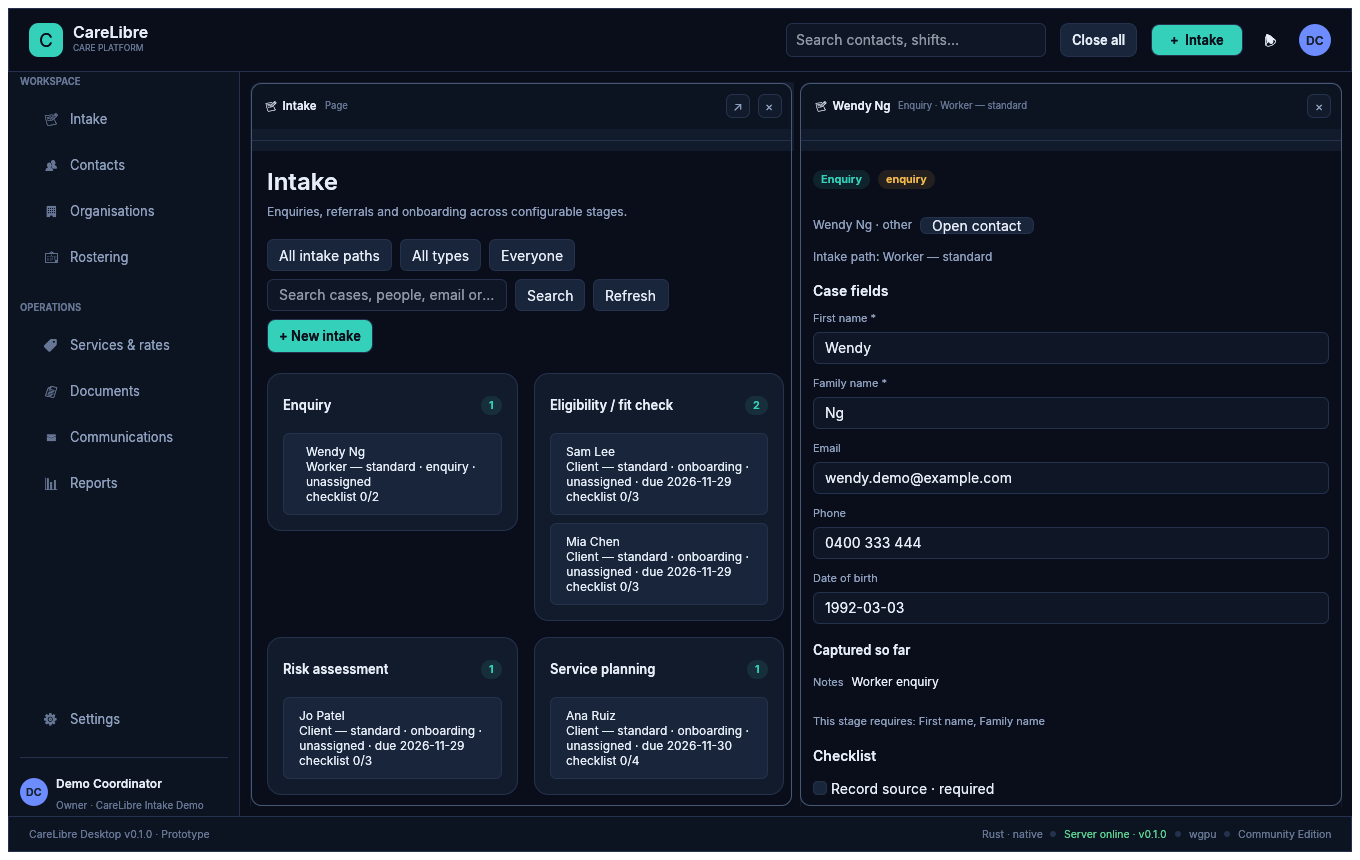 C
CareLibre
CARE PLATFORM
Search contacts, shifts...
Close all
+ Intake
DC
WORKSPACE
Intake
Contacts
Organisations
Rostering
OPERATIONS
Services & rates
Documents
Communications
Reports
Settings
DC
Demo Coordinator
Owner · CareLibre Intake Demo
Intake Page
Intake
Enquiries, referrals and onboarding across configurable stages.
All intake paths
All types
Everyone
Search cases, people, email or...
Search
Refresh
+ New intake
Enquiry 1
Wendy Ng
Worker — standard · enquiry ·
unassigned
checklist 0/2
Eligibility / fit check 2
Sam Lee
Client — standard · onboarding ·
unassigned · due 2026-11-29
checklist 0/3
Mia Chen
Client — standard · onboarding ·
unassigned · due 2026-11-29
checklist 0/3
Risk assessment 1
Jo Patel
Client — standard · onboarding ·
unassigned · due 2026-11-29
checklist 0/3
Service planning 1
Ana Ruiz
Client — standard · onboarding ·
unassigned · due 2026-11-30
checklist 0/4
Wendy Ng Enquiry · Worker — standard
Enquiry
enquiry
Wendy Ng · other
Open contact
Intake path: Worker — standard
Case fields
First name *
Wendy
Family name *
Ng
Email
wendy.demo@example.com
Phone
0400 333 444
Date of birth
1992-03-03
Captured so far
Notes Worker enquiry
This stage requires: First name, Family name
Checklist
Record source · required
CareLibre Desktop v0.1.0 · Prototype
Rust · native
Server online · v0.1.0
wgpu
Community Edition